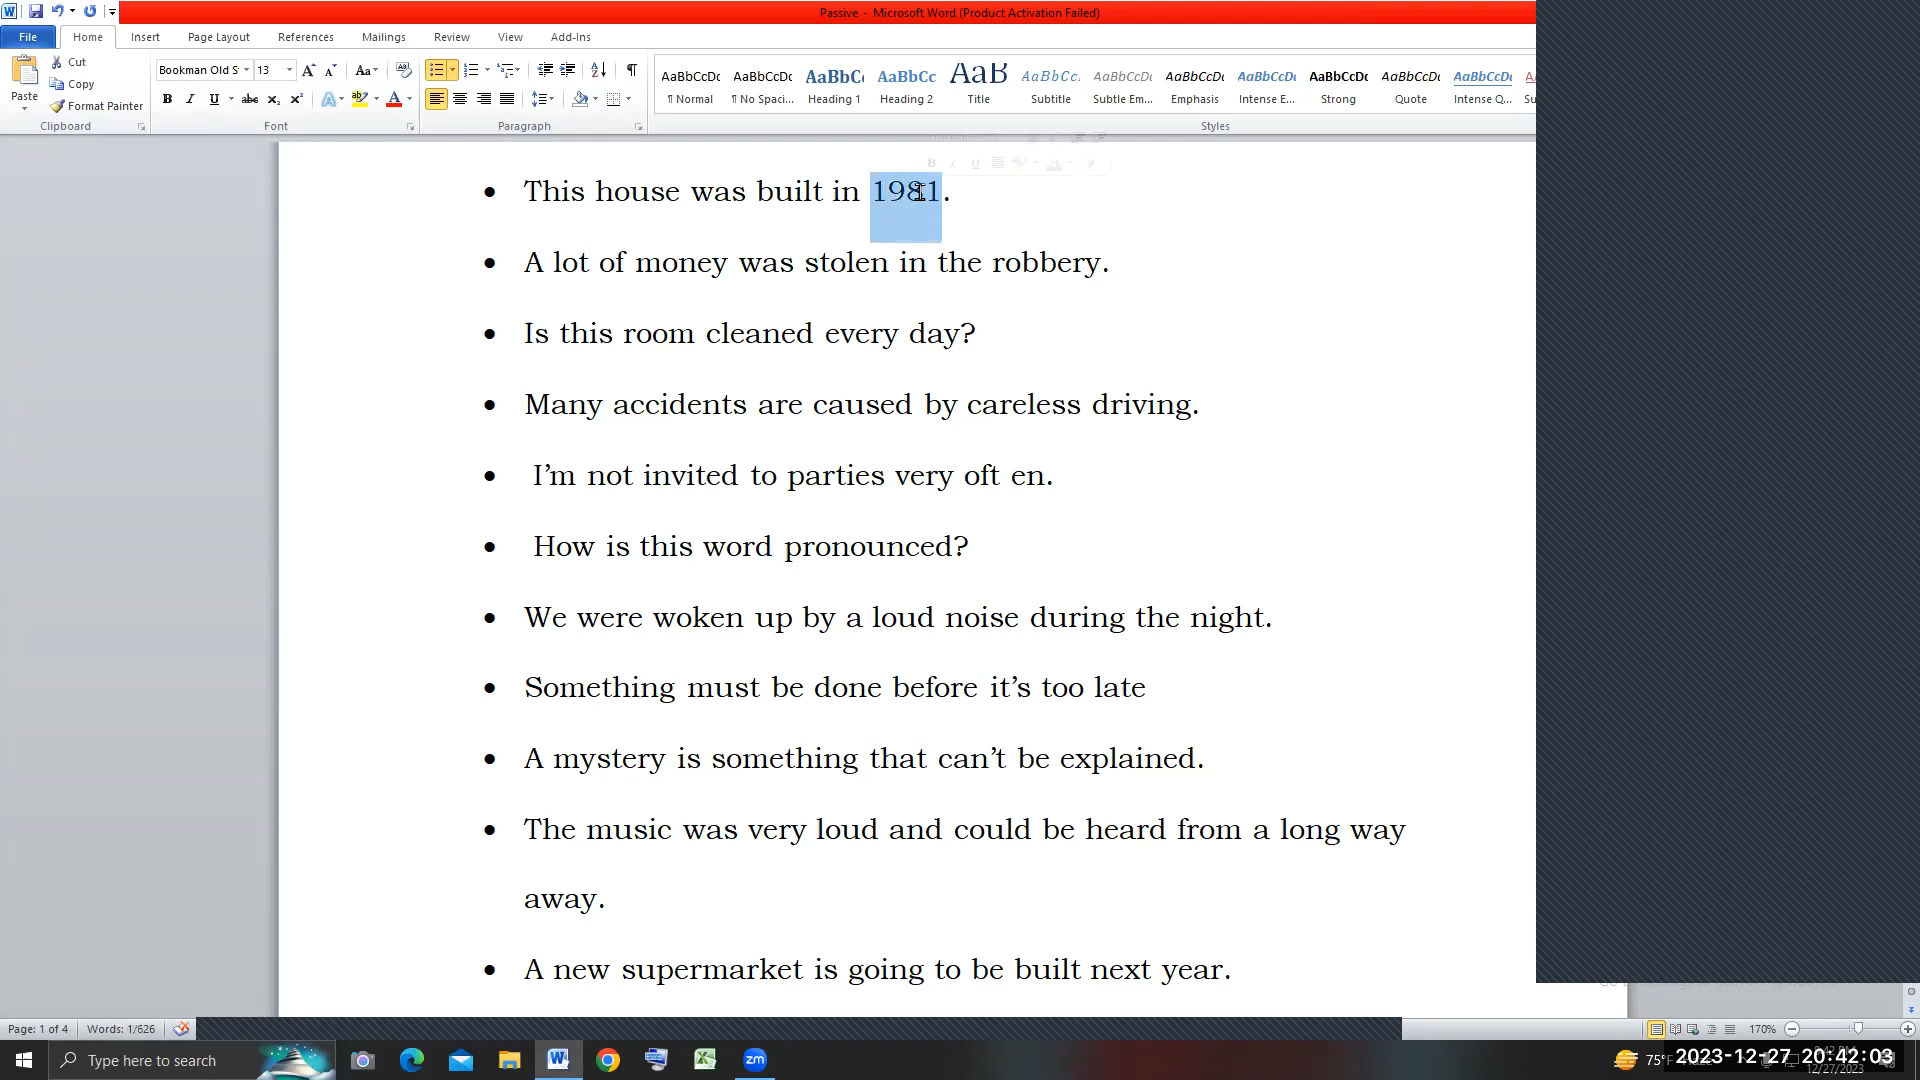 Passive - Microsoft Word (Product Activation Failed)
File Home Insert Page Layout References Mailings Review View Add-Ins
Paste
Cut
Copy
Format Painter
Clipboard
Bookman Old S 13
Font
Paragraph
AaBbCcDc AaBbCcDc AaBbC AaBbCc AaB AaBbCc. AaBbCcDc AaBbCcDc AaBbCcDc AaBbCcDc AaBbCcDc AaBbCcDc
¶ Normal ¶ No Spaci... Heading 1 Heading 2 Title Subtitle Subtle Em... Emphasis Intense E... Strong Quote Intense Q...
Styles
• This house was built in 1981.
• A lot of money was stolen in the robbery.
• Is this room cleaned every day?
• Many accidents are caused by careless driving.
• I’m not invited to parties very oft en.
• How is this word pronounced?
• We were woken up by a loud noise during the night.
• Something must be done before it’s too late
• A mystery is something that can’t be explained.
• The music was very loud and could be heard from a long way
away.
• A new supermarket is going to be built next year.
Page: 1 of 4 Words: 1/626 170%
Type here to search
zm
75°F
2023-12-27 20:42:03
12/27/2023